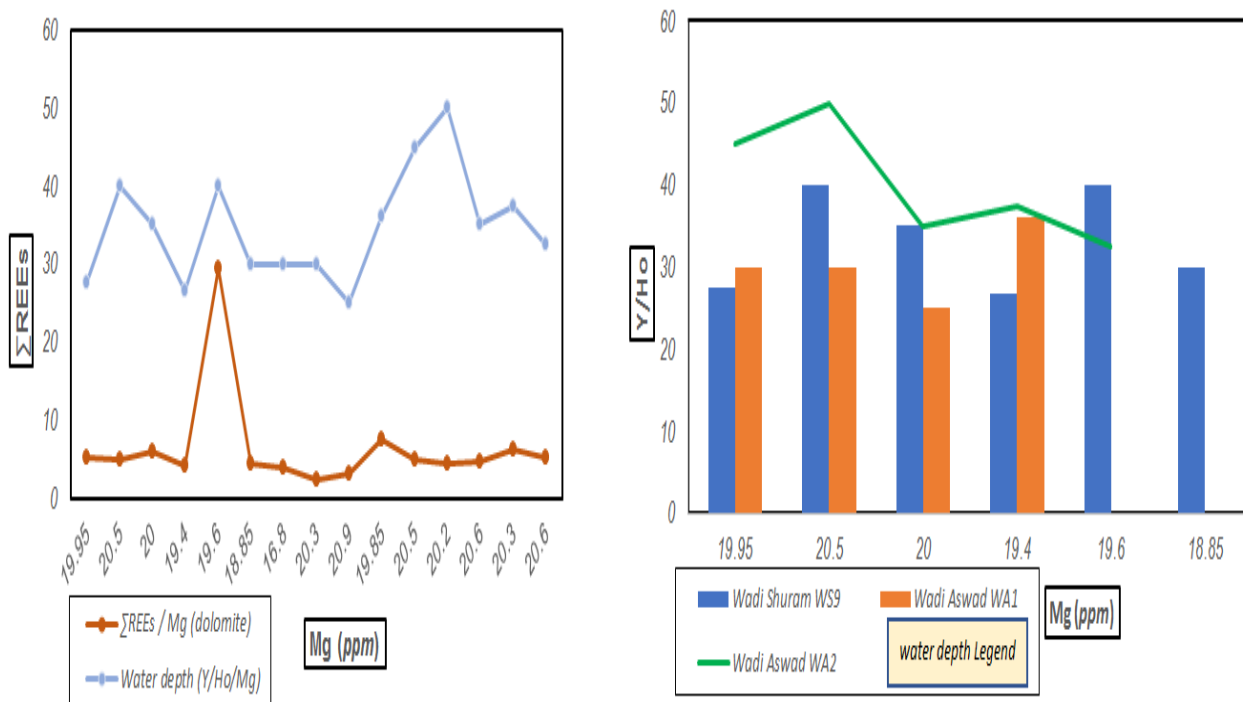 60
50
40
30
20
10
0
∑REEs
19.95
20.5
20
19.4
19.6
18.85
16.8
20.3
20.9
19.85
20.5
20.2
20.6
20.3
20.6
∑REEs / Mg (dolomite)
Water depth (Y/Ho/Mg)
Mg (ppm)
60
50
40
30
20
10
0
Y/Ho
19.95 20.5 20 19.4 19.6 18.85
Wadi Shuram WS9 Wadi Aswad WA1
Wadi Aswad WA2
water depth Legend
Mg (ppm)